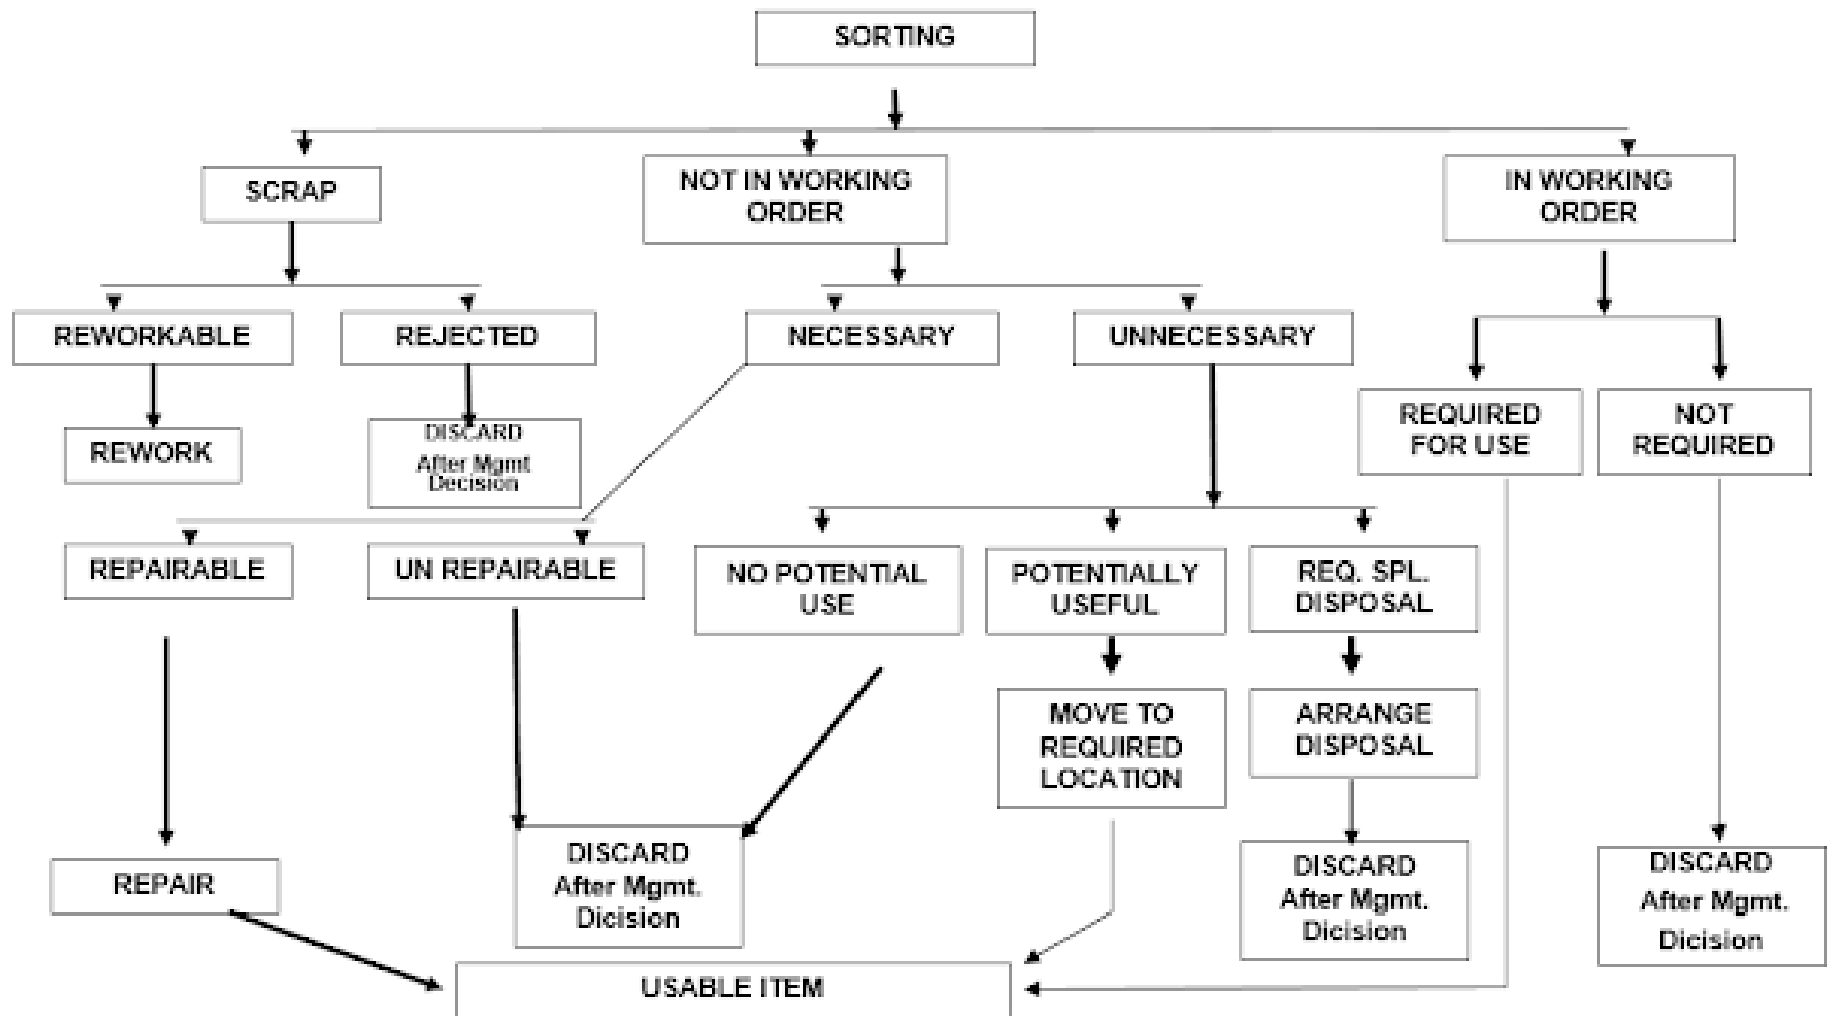 SORTING
SCRAP
NOT IN WORKING
ORDER
IN WORKING
ORDER
REWORKABLE
REJECTED
NECESSARY
UNNECESSARY
REQUIRED
FOR USE
NOT
REQUIRED
REWORK
DISCARD
After Mgmt
Decision
REPAIRABLE
UN REPAIRABLE
NO POTENTIAL
USE
POTENTIALLY
USEFUL
REQ. SPL.
DISPOSAL
MOVE TO
REQUIRED
LOCATION
ARRANGE
DISPOSAL
REPAIR
DISCARD
After Mgmt.
Dicision
DISCARD
After Mgmt.
Dicision
DISCARD
After Mgmt.
Dicision
USABLE ITEM